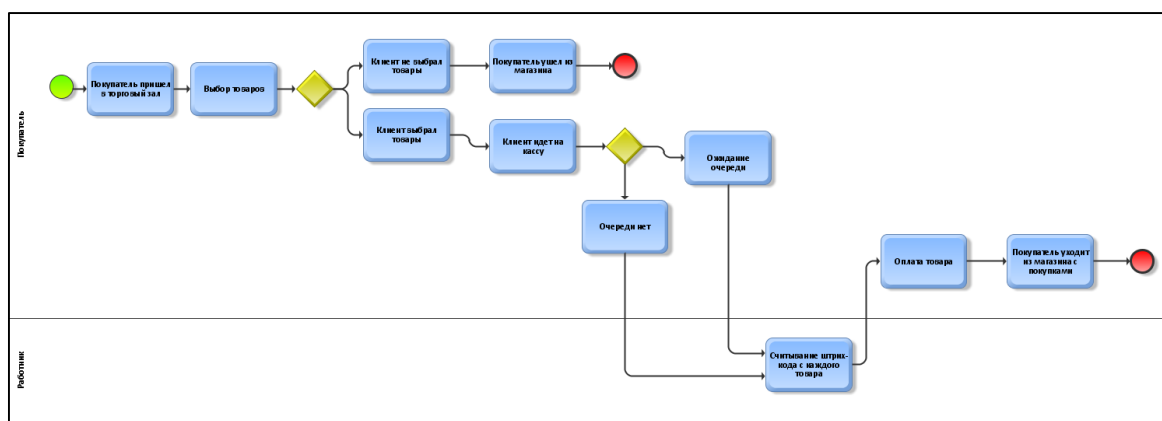 Покупатель
Покупатель пришел
в торговый зал
Выбор товаров
Клиент не выбрал
товары
Покупатель ушел из
магазина
Клиент выбрал
товары
Клиент идет на
кассу
Ожидание
очереди
Очереди нет
Оплата товара
Покупатель уходит
из магазина с
покупками
Работник
Считывание штрих-
кода с каждого
товара